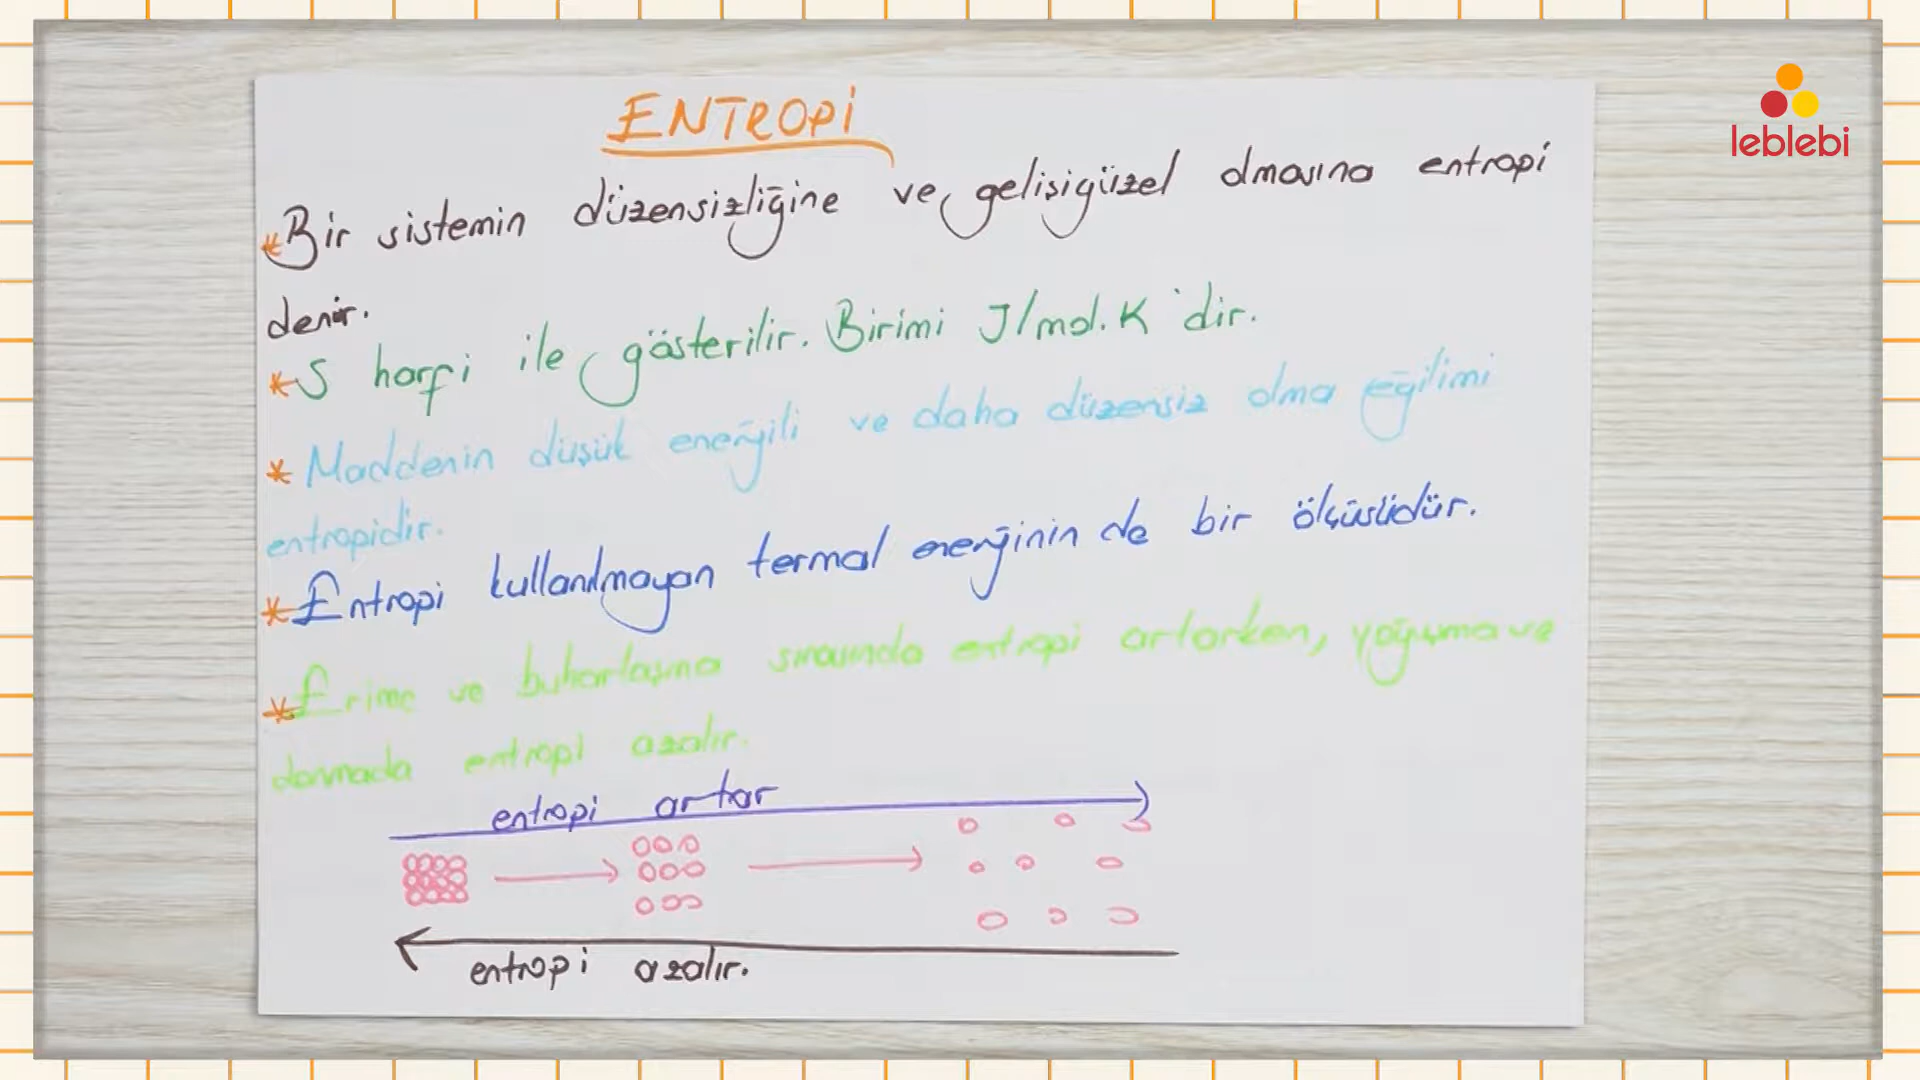 ENTROPİ
leblebi
*Bir sistemin düzensizliğine ve gelişigüzel olmasına entropi
denir.
*S harfi ile gösterilir. Birimi J/mol.K 'dir.
*Maddenin düşük enerjili ve daha düzensiz olma eğilimi
entropidir.
*Entropi kullanılmayan termal enerjinin de bir ölçüsüdür.
*Erime ve buharlaşma sırasında entropi artarken, yoğuşma ve
donmada entropi azalır.
entropi artar
entropi azalır.